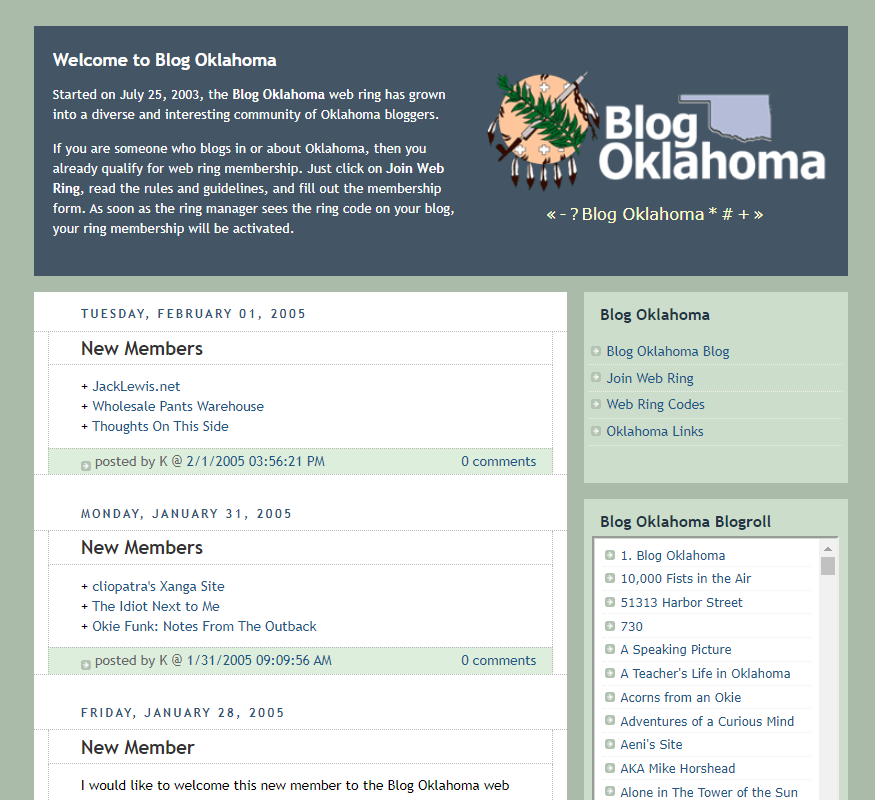 Welcome to Blog Oklahoma
Started on July 25, 2003, the Blog Oklahoma web ring has grown
into a diverse and interesting community of Oklahoma bloggers.
If you are someone who blogs in or about Oklahoma, then you
already qualify for web ring membership. Just click on Join Web
Ring, read the rules and guidelines, and fill out the membership
form. As soon as the ring manager sees the ring code on your blog,
your ring membership will be activated.
Blog
Oklahoma
« - ? Blog Oklahoma * # + »
TUESDAY, FEBRUARY 01, 2005
New Members
+ JackLewis.net
+ Wholesale Pants Warehouse
+ Thoughts On This Side
posted by K @ 2/1/2005 03:56:21 PM 0 comments
MONDAY, JANUARY 31, 2005
New Members
+ cliopatra's Xanga Site
+ The Idiot Next to Me
+ Okie Funk: Notes From The Outback
posted by K @ 1/31/2005 09:09:56 AM 0 comments
FRIDAY, JANUARY 28, 2005
New Member
I would like to welcome this new member to the Blog Oklahoma web
Blog Oklahoma
Blog Oklahoma Blog
Join Web Ring
Web Ring Codes
Oklahoma Links
Blog Oklahoma Blogroll
1. Blog Oklahoma
10,000 Fists in the Air
51313 Harbor Street
730
A Speaking Picture
A Teacher's Life in Oklahoma
Acorns from an Okie
Adventures of a Curious Mind
Aeni's Site
AKA Mike Horshead
Alone in The Tower of the Sun